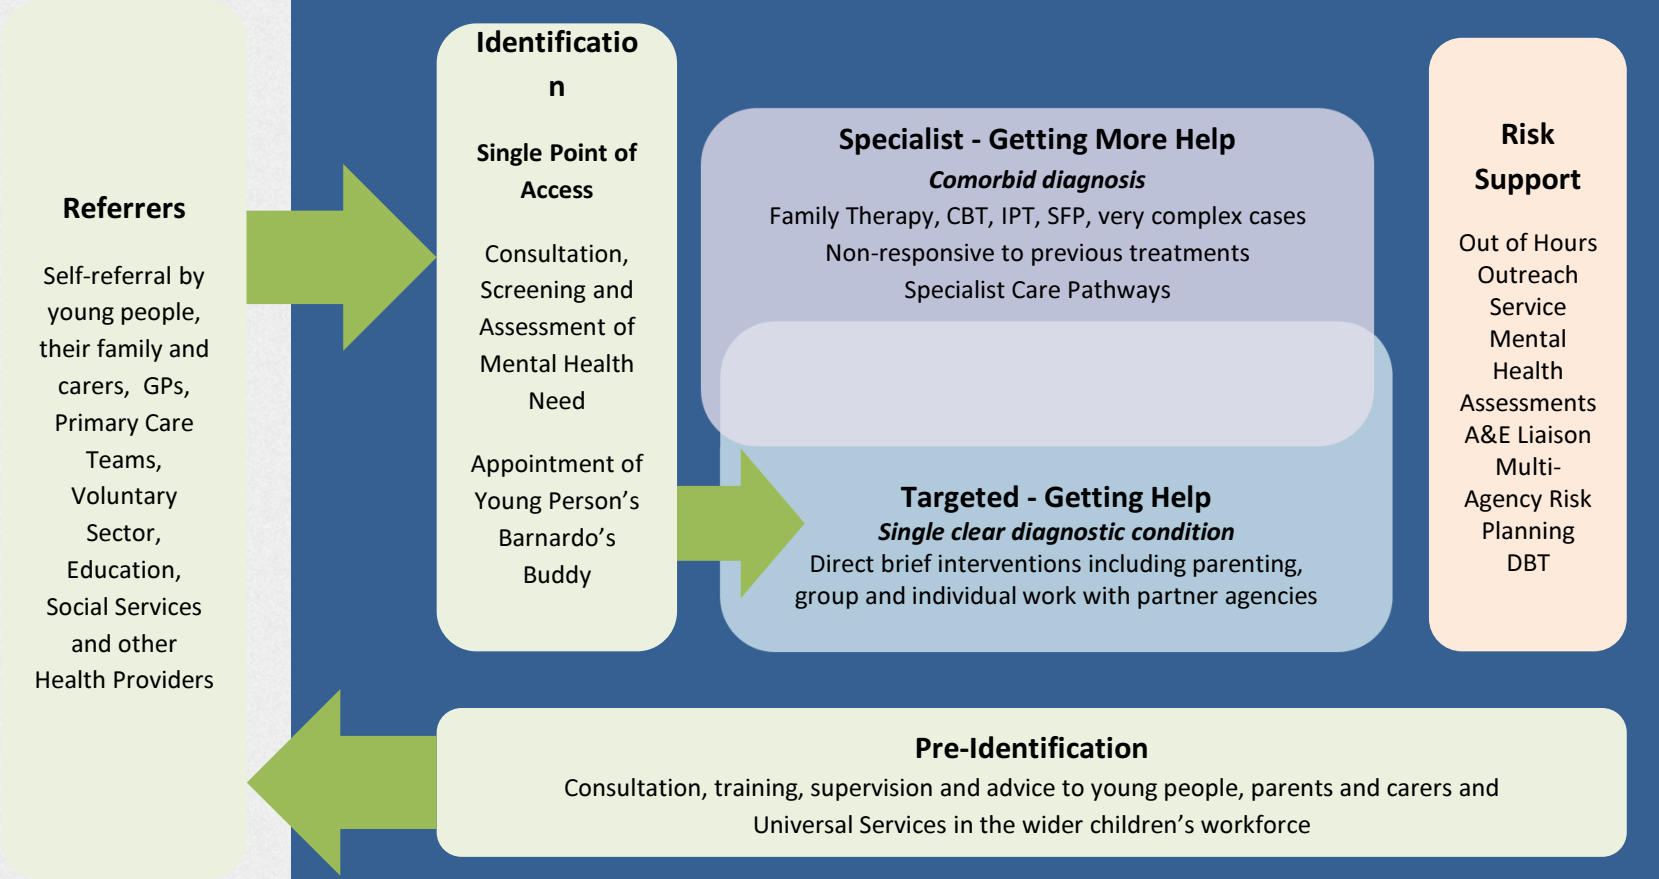 Referrers
Self-referral by
young people,
their family and
carers,  GPs,
Primary Care
Teams,
Voluntary
Sector,
Education,
Social Services
and other
Health Providers
Identificatio
n
Single Point of
Access
Consultation,
Screening and
Assessment of
Mental Health
Need
Appointment of
Young Person’s
Barnardo’s
Buddy
Specialist - Getting More Help
Comorbid diagnosis
Family Therapy, CBT, IPT, SFP, very complex cases
Non-responsive to previous treatments
Specialist Care Pathways
Targeted - Getting Help
Single clear diagnostic condition
Direct brief interventions including parenting,
group and individual work with partner agencies
Risk
Support
Out of Hours
Outreach
Service
Mental
Health
Assessments
A&E Liaison
Multi-
Agency Risk
Planning
DBT
Pre-Identification
Consultation, training, supervision and advice to young people, parents and carers and
Universal Services in the wider children’s workforce